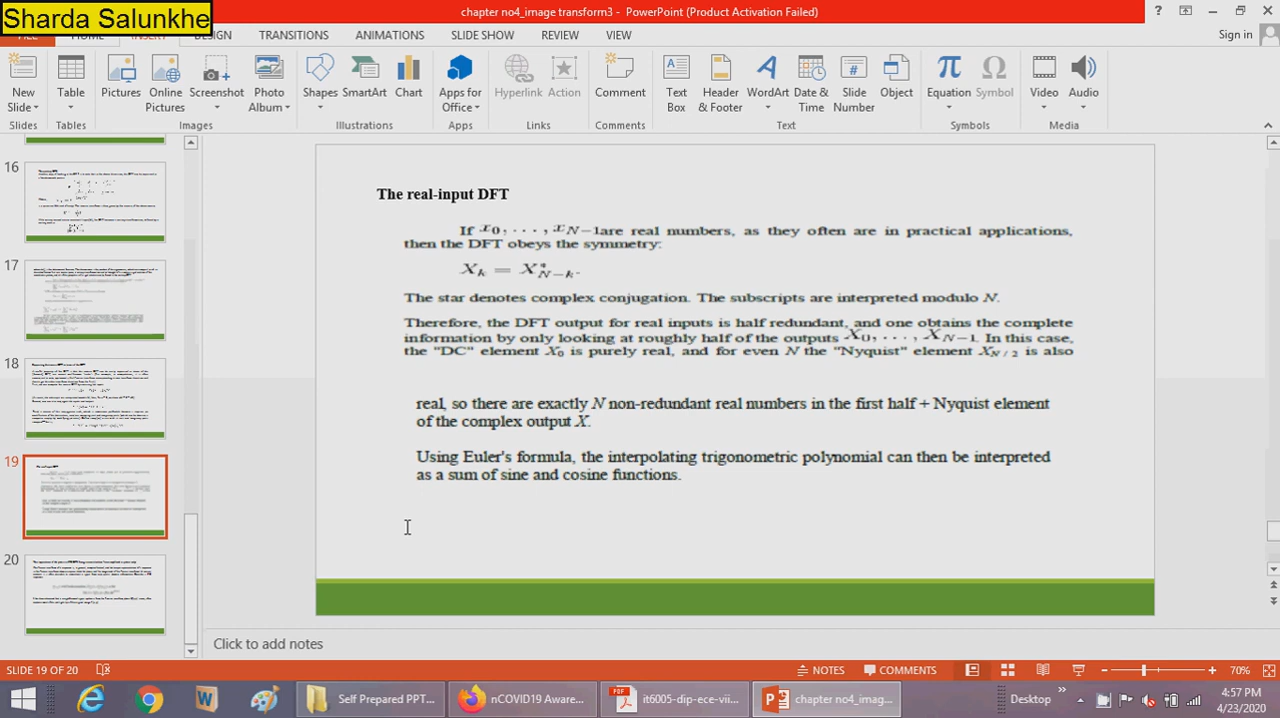 Sharda Salunkhe
chapter no4_image transform3 - PowerPoint (Product Activation Failed)
? 
FILE HOME INSERT DESIGN TRANSITIONS ANIMATIONS SLIDE SHOW REVIEW VIEW
Sign in
New Slide
Table
Pictures
Online Pictures
Screenshot
Photo Album
Shapes
SmartArt
Chart
Apps for Office
Hyperlink
Action
Comment
Text Box
Header & Footer
WordArt
Date & Time
Slide Number
Object
Equation
Symbol
Video
Audio
Slides Tables Images Illustrations Apps Links Comments Text Symbols Media
16
17
18
19
20
The real-input DFT
If x0, · · · , xN−1are real numbers, as they often are in practical applications,
then the DFT obeys the symmetry:
Xk = X*N−k.
The star denotes complex conjugation. The subscripts are interpreted modulo N.
Therefore, the DFT output for real inputs is half redundant, and one obtains the complete
information by only looking at roughly half of the outputs X0, · · · , XN−1. In this case,
the "DC" element X0 is purely real, and for even N the "Nyquist" element XN / 2 is also
real, so there are exactly N non-redundant real numbers in the first half + Nyquist element
of the complex output X.
Using Euler's formula, the interpolating trigonometric polynomial can then be interpreted
as a sum of sine and cosine functions.
Click to add notes
SLIDE 19 OF 20
NOTES
COMMENTS
70%
Self Prepared PPT...
nCOVID19 Aware...
it6005-dip-ece-vii...
chapter no4_imag...
Desktop
4:57 PM
4/23/2020